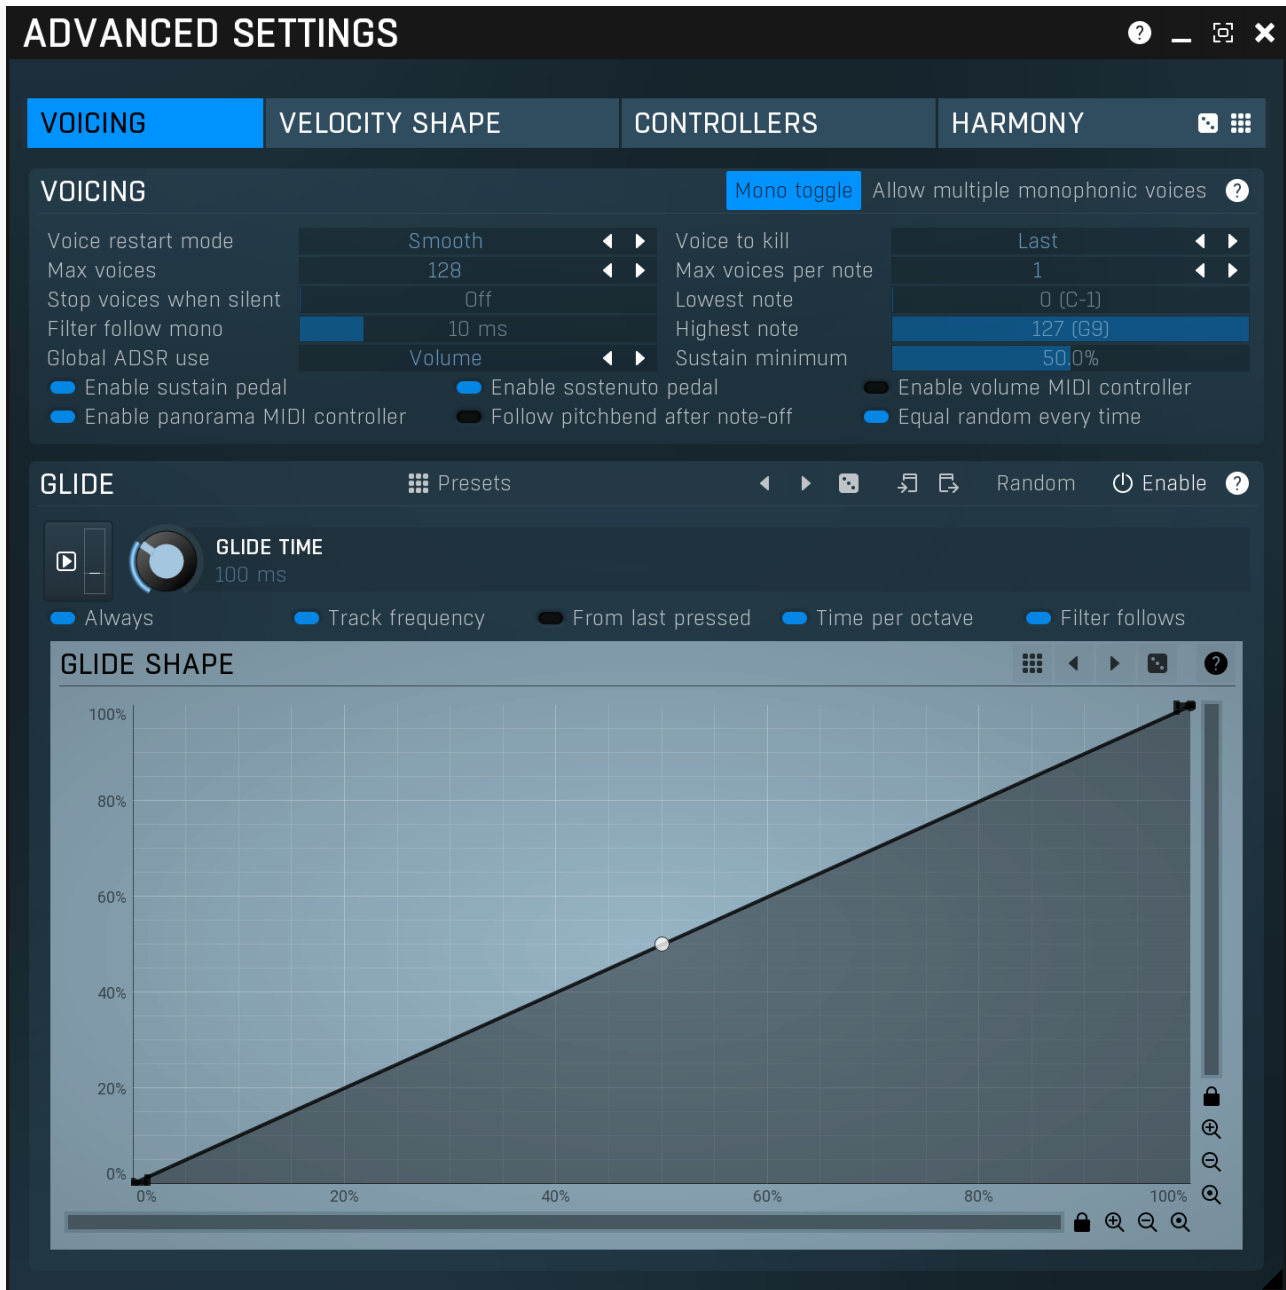 ADVANCED SETTINGS
VOICING VELOCITY SHAPE CONTROLLERS HARMONY
VOICING Mono toggle Allow multiple monophonic voices
Voice restart mode Smooth Voice to kill Last
Max voices 128 Max voices per note 1
Stop voices when silent Off Lowest note 0 (C-1)
Filter follow mono 10 ms Highest note 127 (G9)
Global ADSR use Volume Sustain minimum 50.0%
Enable sustain pedal Enable sostenuto pedal Enable volume MIDI controller
Enable panorama MIDI controller Follow pitchbend after note-off Equal random every time
GLIDE Presets Random Enable
GLIDE TIME
100 ms
Always Track frequency From last pressed Time per octave Filter follows
GLIDE SHAPE
100%
80%
60%
40%
20%
0%
0% 20% 40% 60% 80% 100%